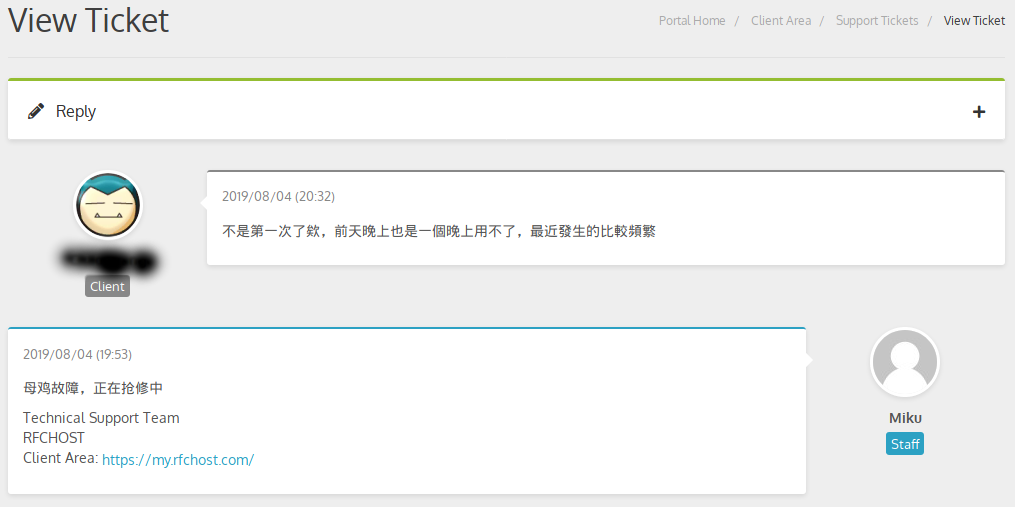 View Ticket
Portal Home / Client Area / Support Tickets / View Ticket
Reply
2019/08/04 (20:32)
不是第一次了欸，前天晚上也是一個晚上用不了，最近發生的比較頻繁
Client
2019/08/04 (19:53)
母鸡故障，正在抢修中
Technical Support Team
RFCHOST
Client Area: https://my.rfchost.com/
Miku
Staff